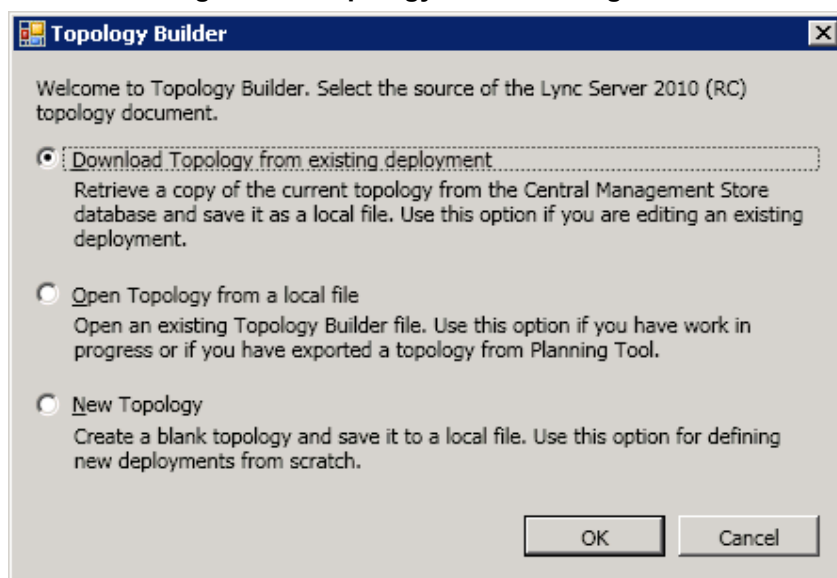 Topology Builder
Welcome to Topology Builder. Select the source of the Lync Server 2010 (RC)
topology document.
Download Topology from existing deployment
Retrieve a copy of the current topology from the Central Management Store
database and save it as a local file. Use this option if you are editing an existing
deployment.
Open Topology from a local file
Open an existing Topology Builder file. Use this option if you have work in
progress or if you have exported a topology from Planning Tool.
New Topology
Create a blank topology and save it to a local file. Use this option for defining
new deployments from scratch.
OK Cancel